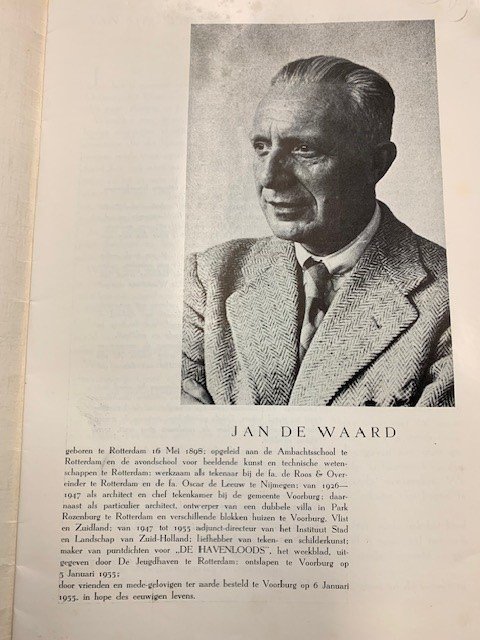 JAN DE WAARD
geboren te Rotterdam 16 Mei 1898; opgeleid aan de Ambachtsschool te
Rotterdam en de avondschool voor beeldende kunst en technische weten-
schappen te Rotterdam; werkzaam als tekenaar bij de fa. de Roos & Over-
einder te Rotterdam en de fa. Oscar de Leeuw te Nijmegen; van 1926—
1947 als architect en chef tekenkamer bij de gemeente Voorburg; daar-
naast als particulier architect, ontwerper van een dubbele villa in Park
Rozenburg te Rotterdam en verschillende blokken huizen te Voorburg, Vlist
en Zuidland; van 1947 tot 1955 adjunct-directeur van het Instituut Stad
en Landschap van Zuid-Holland; liefhebber van teken- en schilderkunst;
maker van puntdichten voor „DE HAVENLOODS", het weekblad, uit-
gegeven door De Jeugdhaven te Rotterdam; ontslapen te Voorburg op
3 Januari 1955;
door vrienden en mede-gelovigen ter aarde besteld te Voorburg op 6 Januari
1955, in hope des eeuwigen levens.